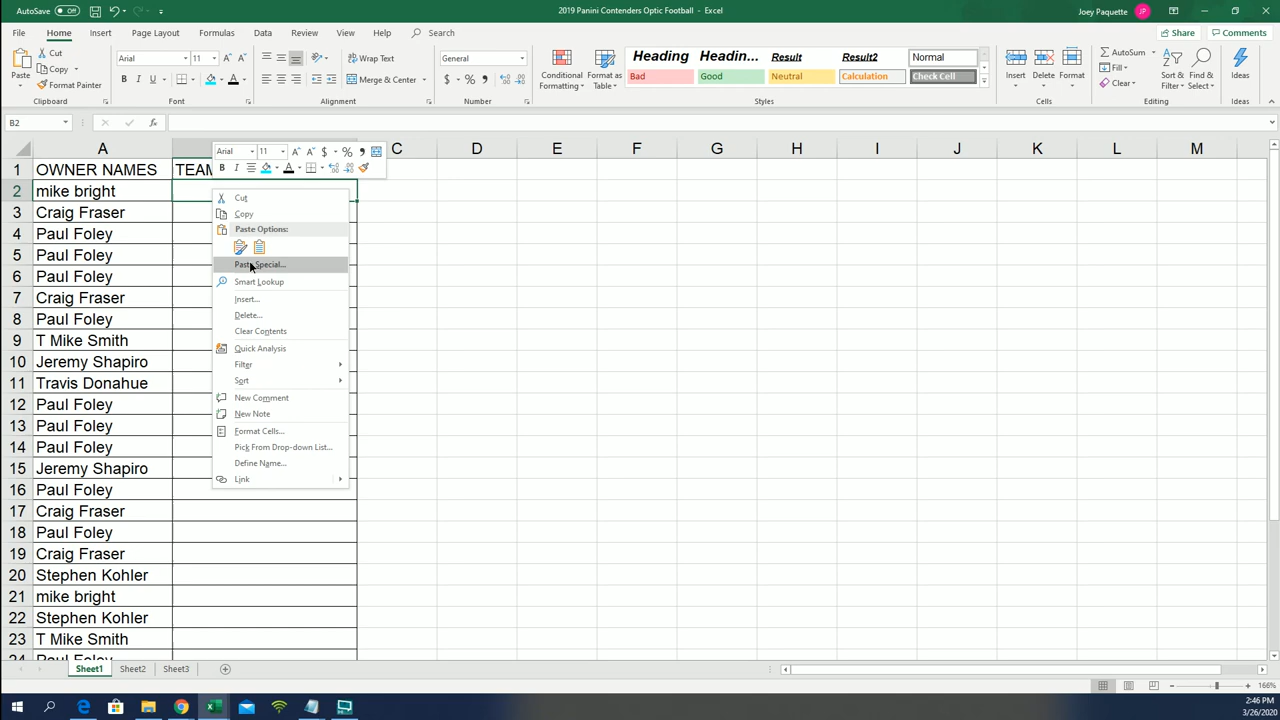 AutoSave Off
2019 Panini Contenders Optic Football - Excel
Joey Paquette JP
File Home Insert Page Layout Formulas Data Review View Help Search
Share Comments
Paste
Cut
Copy
Format Painter
Clipboard
Arial 11
B I U
Font
Wrap Text
Merge & Center
Alignment
General
$ % ,
Number
Conditional Formatting
Format as Table
Heading Headin... Result Result2 Normal
Bad Good Neutral Calculation Check Cell
Styles
Insert Delete Format
Cells
AutoSum
Fill
Clear
Sort & Filter
Find & Select
Editing
Ideas
Ideas
B2
fx
Arial 11 $ % ,
B I
A C D E F G H I J K L M
1 OWNER NAMES TEAM
2 mike bright
3 Craig Fraser
4 Paul Foley
5 Paul Foley
6 Paul Foley
7 Craig Fraser
8 Paul Foley
9 T Mike Smith
10 Jeremy Shapiro
11 Travis Donahue
12 Paul Foley
13 Paul Foley
14 Paul Foley
15 Jeremy Shapiro
16 Paul Foley
17 Craig Fraser
18 Paul Foley
19 Craig Fraser
20 Stephen Kohler
21 mike bright
22 Stephen Kohler
23 T Mike Smith
24 Paul Foley
Cut
Copy
Paste Options:
Paste Special...
Smart Lookup
Insert...
Delete...
Clear Contents
Quick Analysis
Filter
Sort
New Comment
New Note
Format Cells...
Pick From Drop-down List...
Define Name...
Link
Sheet1 Sheet2 Sheet3
166%
2:46 PM
3/26/2020